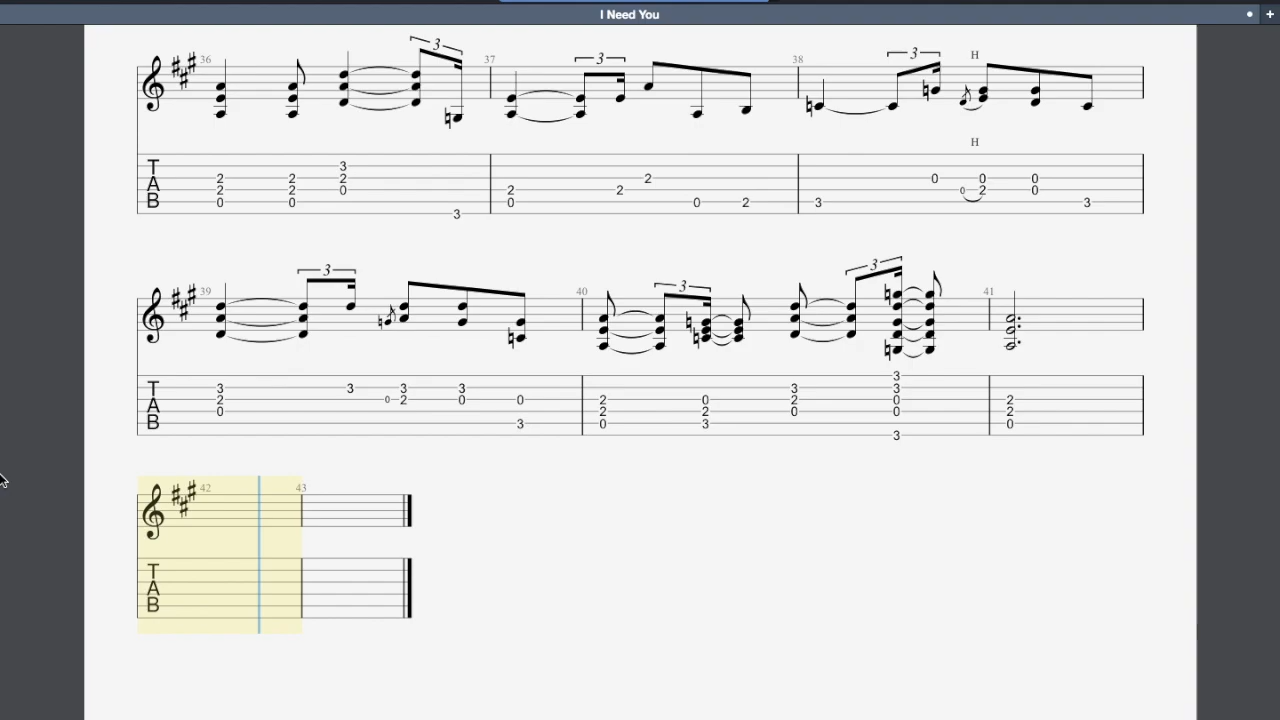 I Need You
3
36 37 3 38 3 H
H
T
A
B
3
2 2 2 2 0 3
2 2 0 2 2 0 2 0 0
0 0 0 0 2 3 3
3
3
39 3 40 3 41
3
T
A
B
3 3 3 3 3 3
2 0 2 0 0 2 0 2 0 2
0 2 2 0 0 2
3 0 3 0
3
42 43
T
A
B